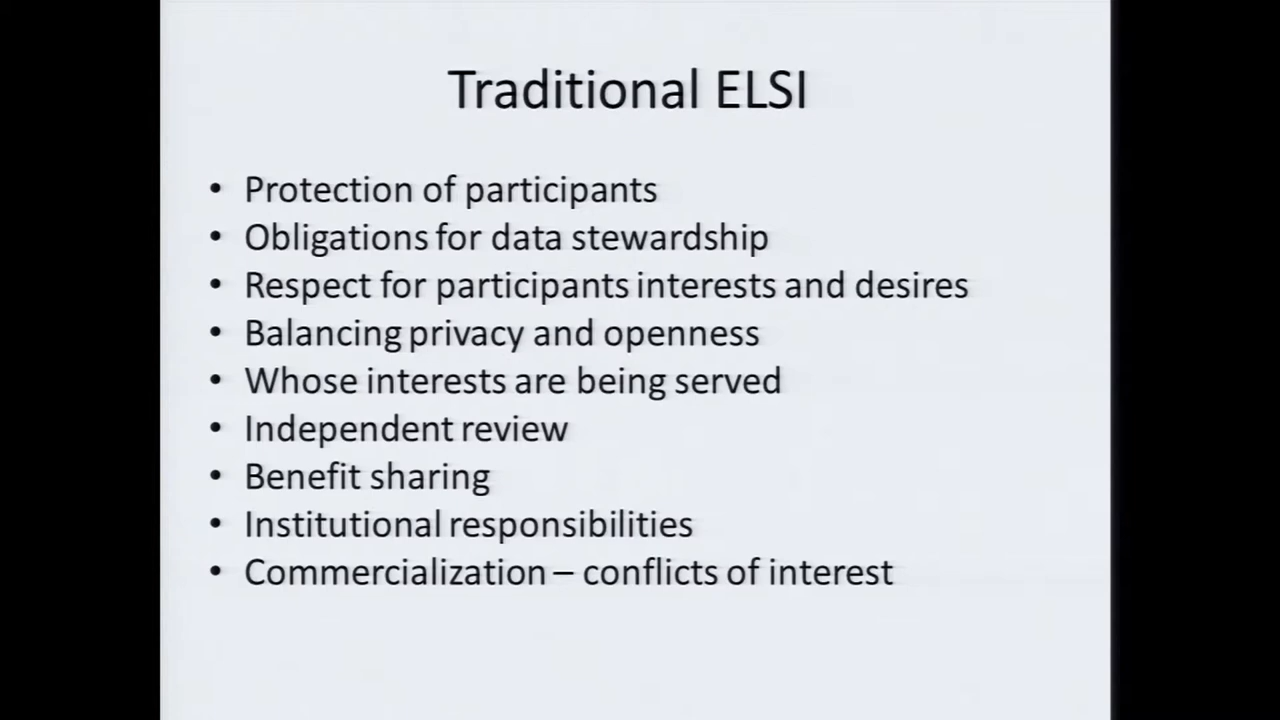 Traditional ELSI
• Protection of participants
• Obligations for data stewardship
• Respect for participants interests and desires
• Balancing privacy and openness
• Whose interests are being served
• Independent review
• Benefit sharing
• Institutional responsibilities
• Commercialization – conflicts of interest